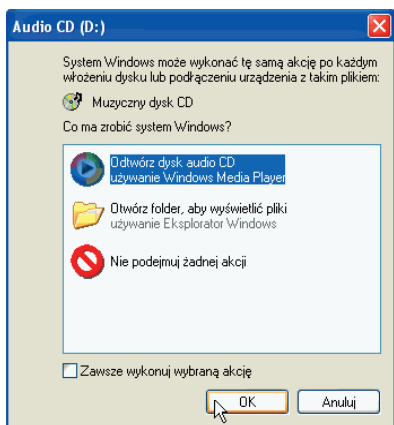 Audio CD (D:)
System Windows może wykonać tę samą akcję po każdym
włożeniu dysku lub podłączeniu urządzenia z takim plikiem:
Muzyczny dysk CD
Co ma zrobić system Windows?
Odtwórz dysk audio CD
używanie Windows Media Player
Otwórz folder, aby wyświetlić pliki
używanie Eksplorator Windows
Nie podejmuj żadnej akcji
Zawsze wykonuj wybraną akcję
OK Anuluj